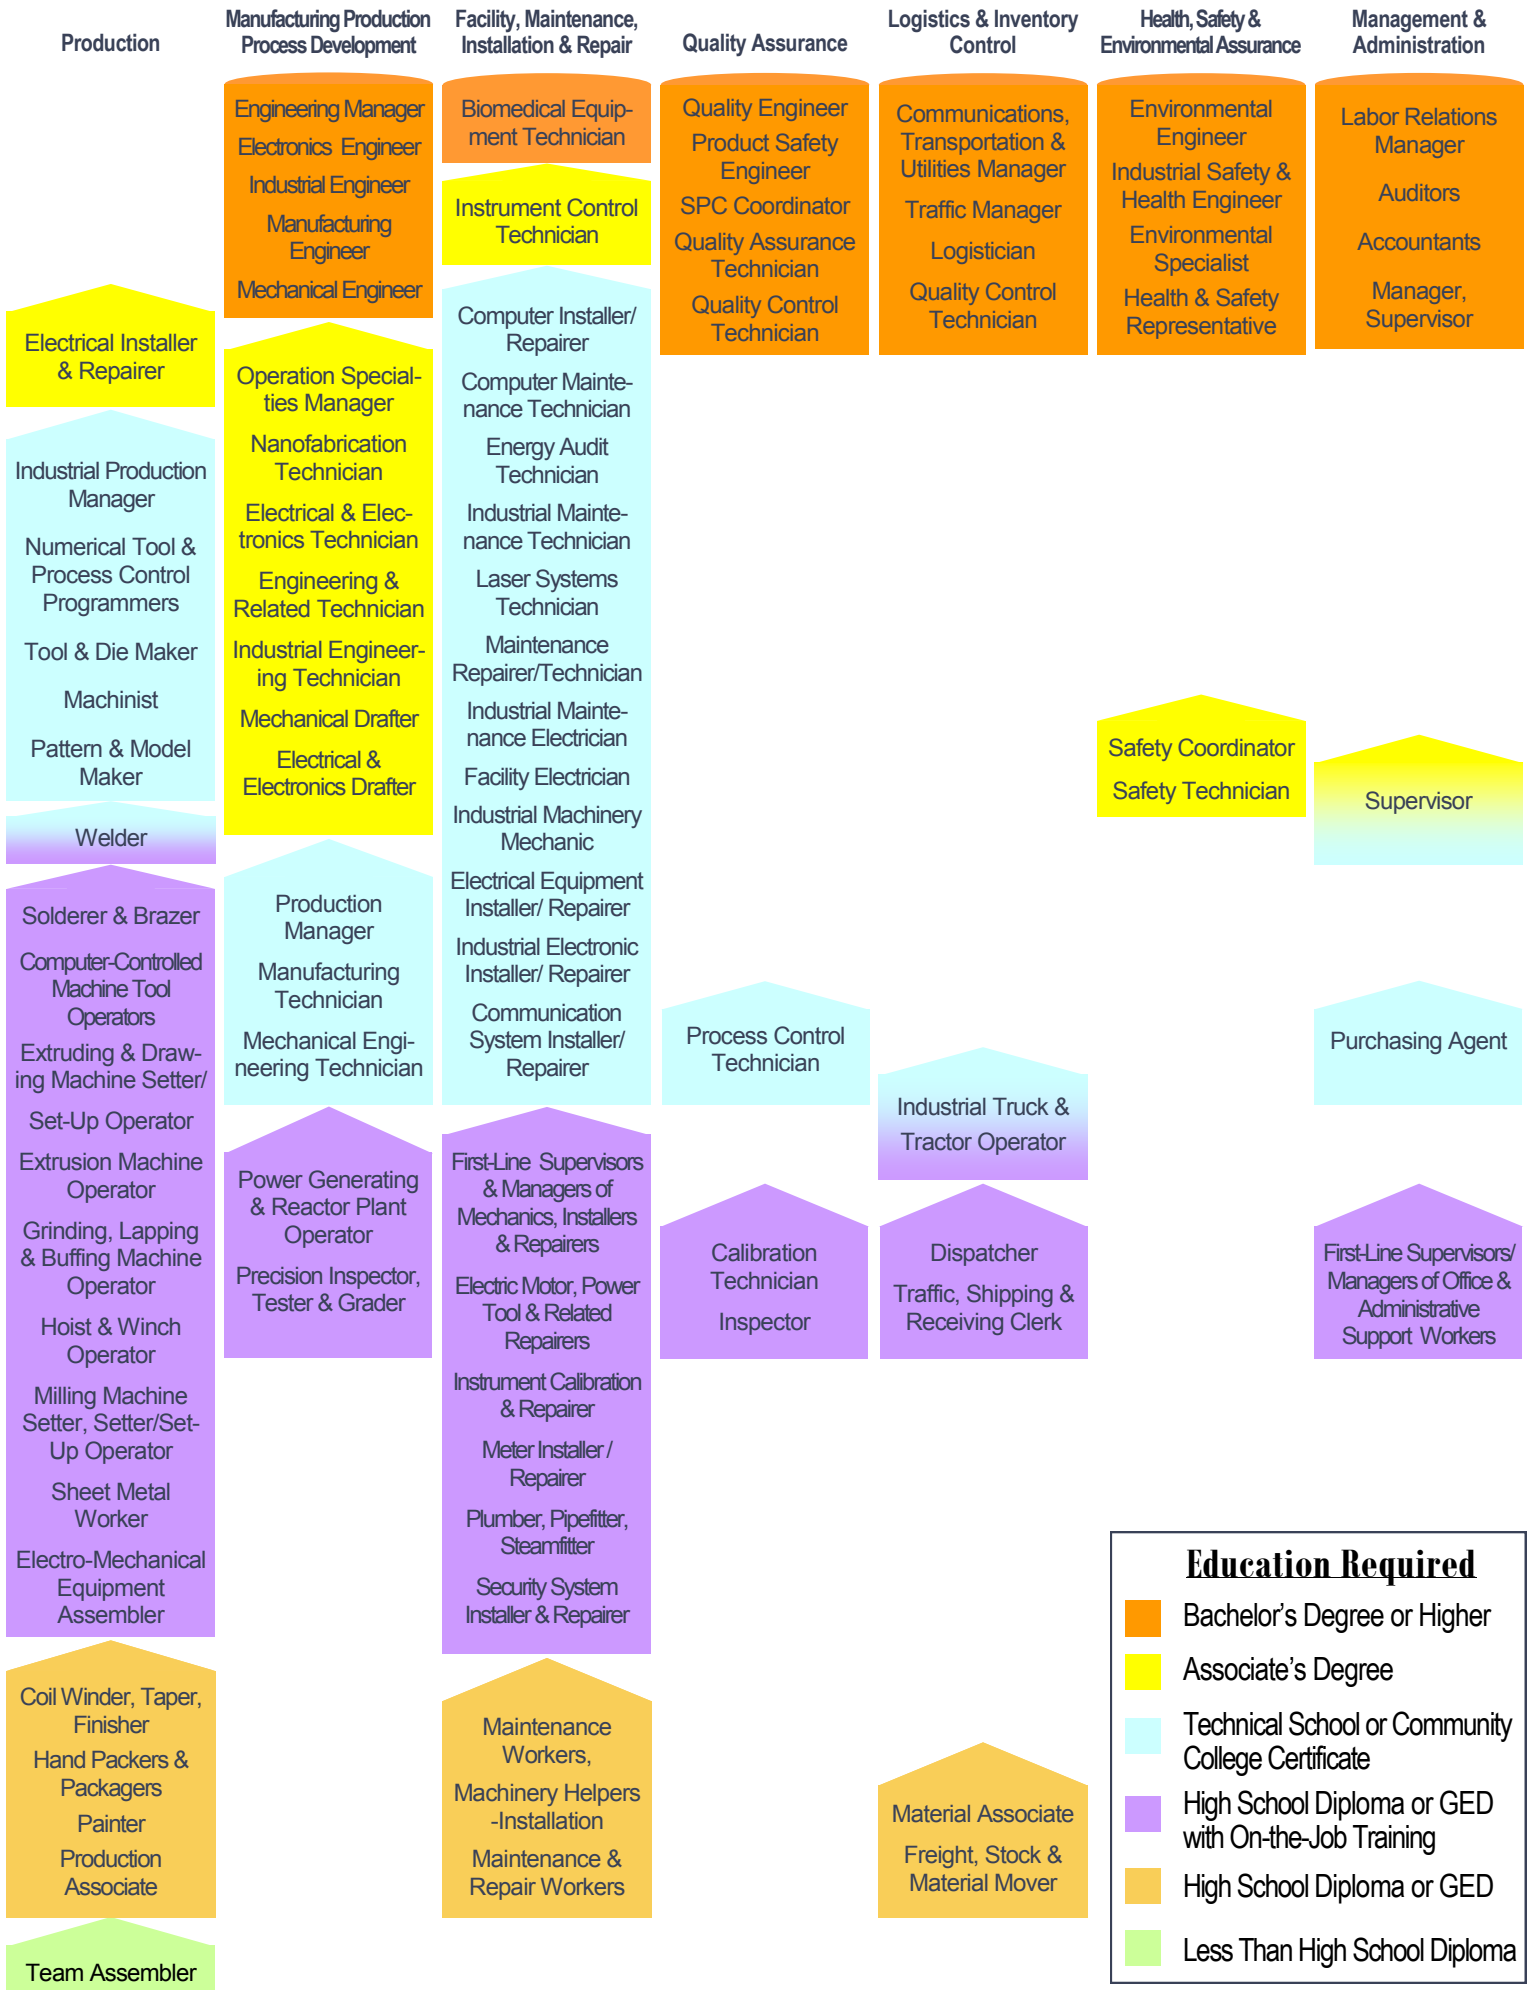 Production
Electrical Installer
& Repairer
Industrial Production
Manager
Numerical Tool &
Process Control
Programmers
Tool & Die Maker
Machinist
Pattern & Model
Maker
Welder
Solderer & Brazer
Computer-Controlled
Machine Tool
Operators
Extruding & Draw-
ing Machine Setter/
Set-Up Operator
Extrusion Machine
Operator
Grinding, Lapping
& Buffing Machine
Operator
Hoist & Winch
Operator
Milling Machine
Setter, Setter/Set-
Up Operator
Sheet Metal
Worker
Electro-Mechanical
Equipment
Assembler
Coil Winder, Taper,
Finisher
Hand Packers &
Packagers
Painter
Production
Associate
Team Assembler
Manufacturing Production
Process Development
Engineering Manager
Electronics Engineer
Industrial Engineer
Manufacturing
Engineer
Mechanical Engineer
Operation Special-
ties Manager
Nanofabrication
Technician
Electrical & Elec-
tronics Technician
Engineering &
Related Technician
Industrial Engineer-
ing Technician
Mechanical Drafter
Electrical &
Electronics Drafter
Production
Manager
Manufacturing
Technician
Mechanical Engi-
neering Technician
Power Generating
& Reactor Plant
Operator
Precision Inspector,
Tester & Grader
Facility, Maintenance,
Installation & Repair
Biomedical Equip-
ment Technician
Instrument Control
Technician
Computer Installer/
Repairer
Computer Mainte-
nance Technician
Energy Audit
Technician
Industrial Mainte-
nance Technician
Laser Systems
Technician
Maintenance
Repairer/Technician
Industrial Mainte-
nance Electrician
Facility Electrician
Industrial Machinery
Mechanic
Electrical Equipment
Installer/ Repairer
Industrial Electronic
Installer/ Repairer
Communication
System Installer/
Repairer
First-Line Supervisors
& Managers of
Mechanics, Installers
& Repairers
Electric Motor, Power
Tool & Related
Repairers
Instrument Calibration
& Repairer
Meter Installer /
Repairer
Plumber, Pipefitter,
Steamfitter
Security System
Installer & Repairer
Maintenance
Workers,
Machinery Helpers
-Installation
Maintenance &
Repair Workers
Quality Assurance
Quality Engineer
Product Safety
Engineer
SPC Coordinator
Quality Assurance
Technician
Quality Control
Technician
Process Control
Technician
Calibration
Technician
Inspector
Logistics & Inventory
Control
Communications,
Transportation &
Utilities Manager
Traffic Manager
Logistician
Quality Control
Technician
Industrial Truck &
Tractor Operator
Dispatcher
Traffic, Shipping &
Receiving Clerk
Material Associate
Freight, Stock &
Material Mover
Health, Safety &
Environmental Assurance
Environmental
Engineer
Industrial Safety &
Health Engineer
Environmental
Specialist
Health & Safety
Representative
Safety Coordinator
Safety Technician
Management &
Administration
Labor Relations
Manager
Auditors
Accountants
Manager,
Supervisor
Supervisor
Purchasing Agent
First-Line Supervisors/
Managers of Office &
Administrative
Support Workers
Education Required
Bachelor's Degree or Higher
Associate's Degree
Technical School or Community
College Certificate
High School Diploma or GED
with On-the-Job Training
High School Diploma or GED
Less Than High School Diploma